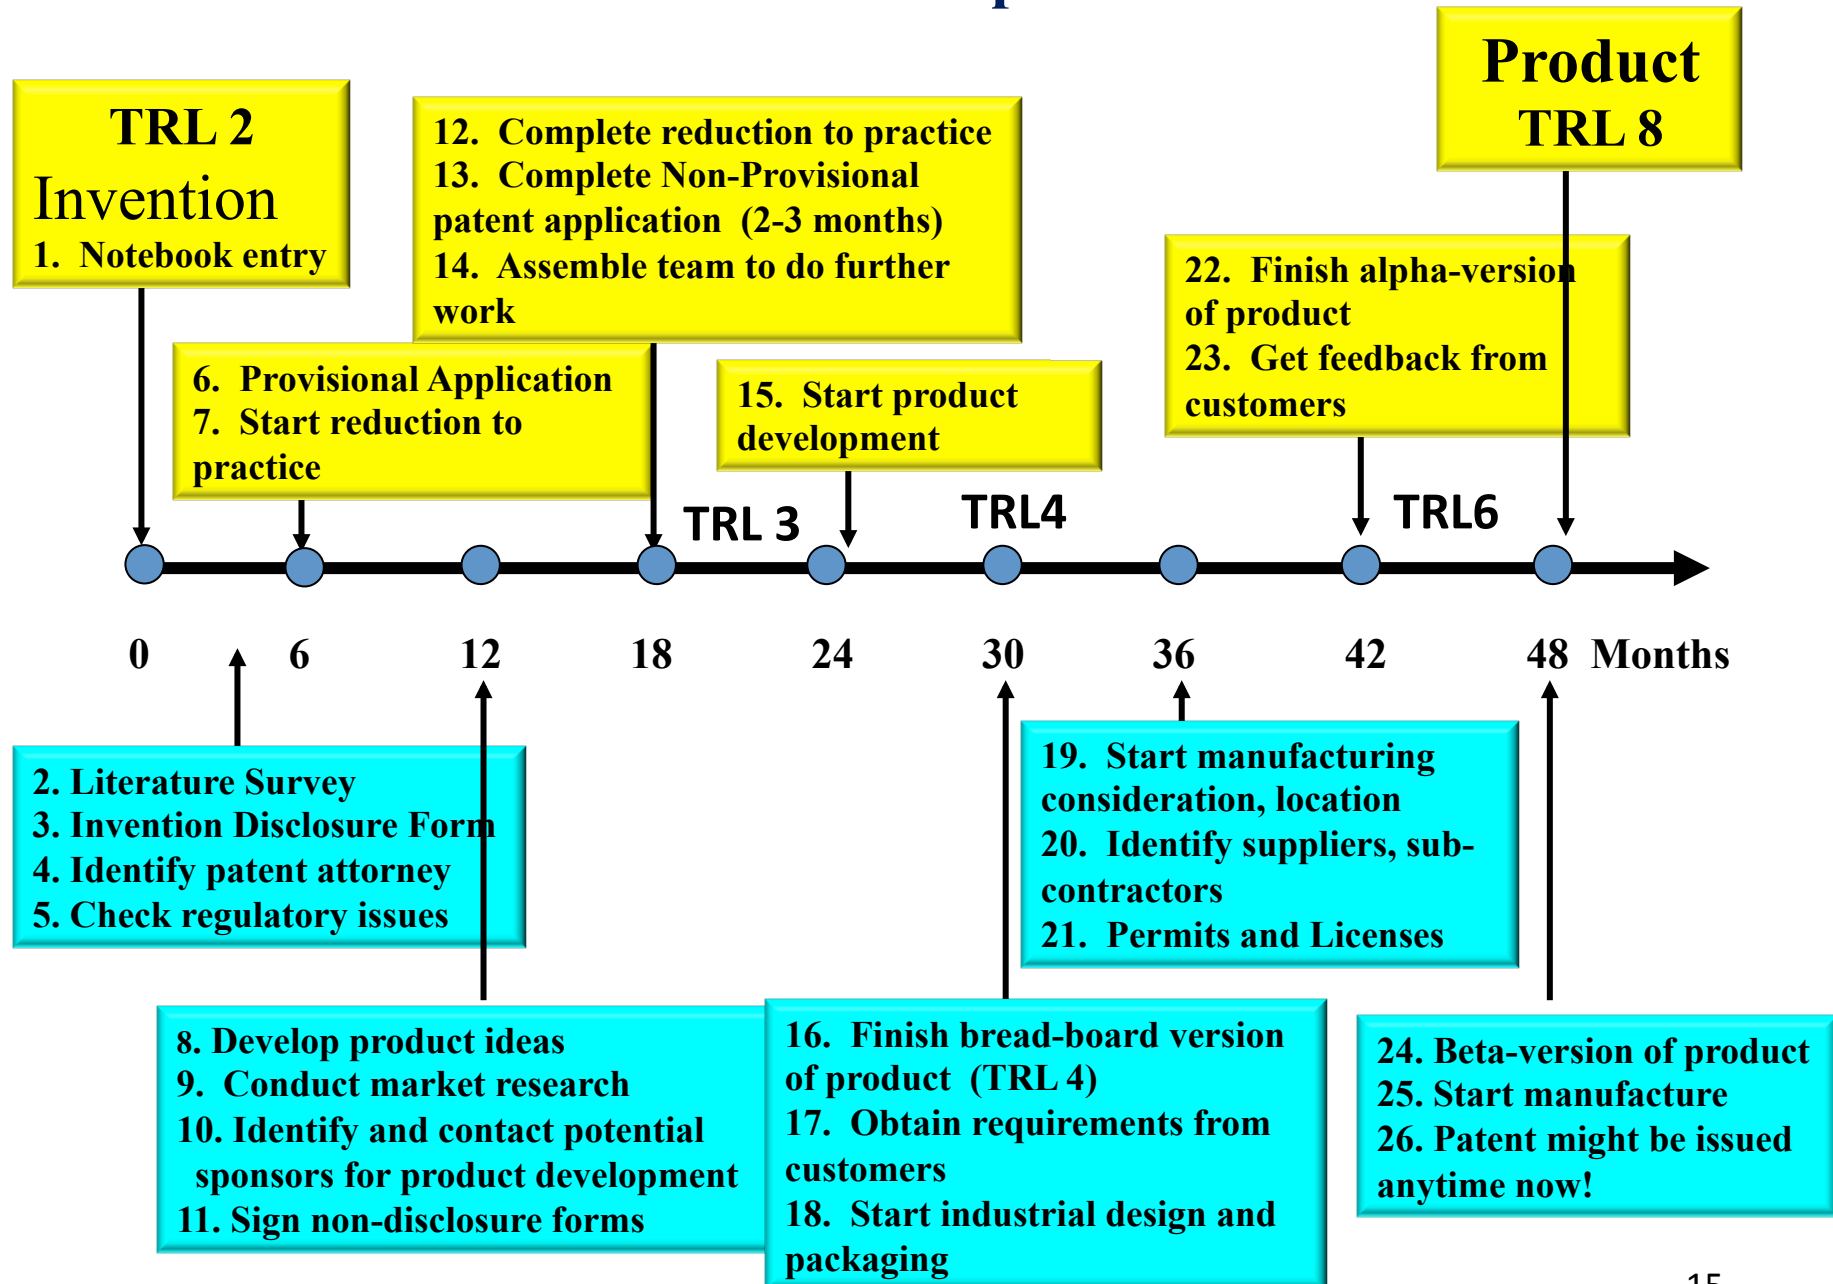 Product
TRL 8
TRL 2
Invention
1. Notebook entry
12. Complete reduction to practice
13. Complete Non-Provisional
patent application (2-3 months)
14. Assemble team to do further
work
22. Finish alpha-version
of product
23. Get feedback from
customers
6. Provisional Application
7. Start reduction to
practice
15. Start product
development
TRL 3
TRL4
TRL6
0 6 12 18 24 30 36 42 48 Months
2. Literature Survey
3. Invention Disclosure Form
4. Identify patent attorney
5. Check regulatory issues
19. Start manufacturing
consideration, location
20. Identify suppliers, sub-
contractors
21. Permits and Licenses
8. Develop product ideas
9. Conduct market research
10. Identify and contact potential
sponsors for product development
11. Sign non-disclosure forms
16. Finish bread-board version
of product (TRL 4)
17. Obtain requirements from
customers
18. Start industrial design and
packaging
24. Beta-version of product
25. Start manufacture
26. Patent might be issued
anytime now!
15